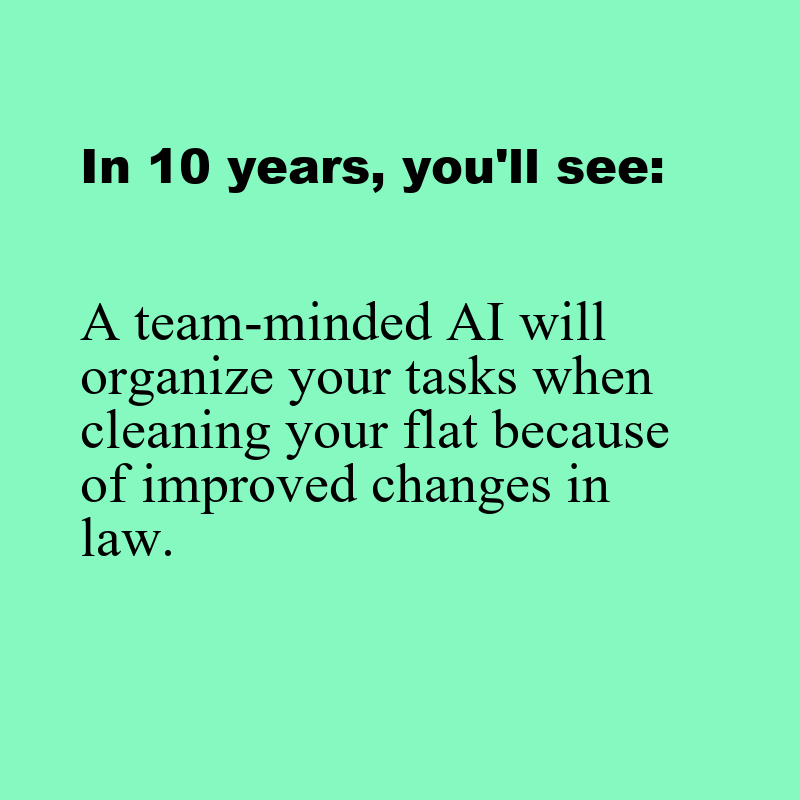 In 10 years, you'll see:
A team-minded AI will
organize your tasks when
cleaning your flat because
of improved changes in
law.